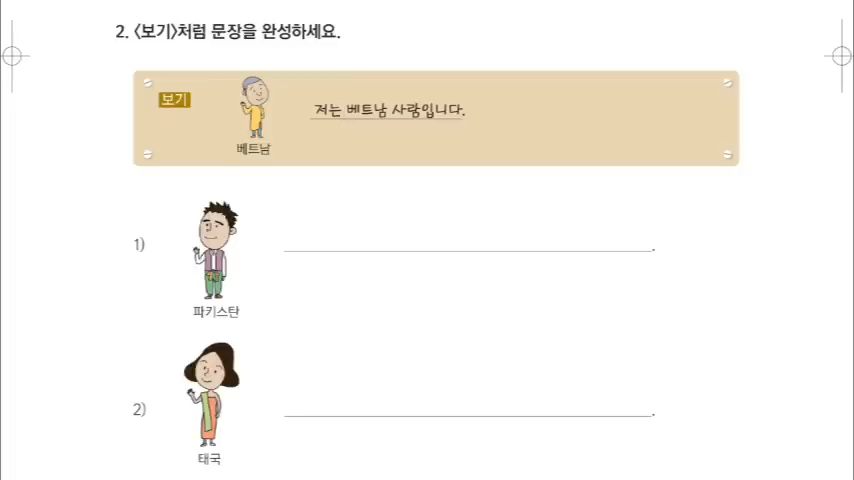 2. <보기>처럼 문장을 완성하세요.
보기
저는 베트남 사람입니다.
베트남
1)
파키스탄
2)
태국